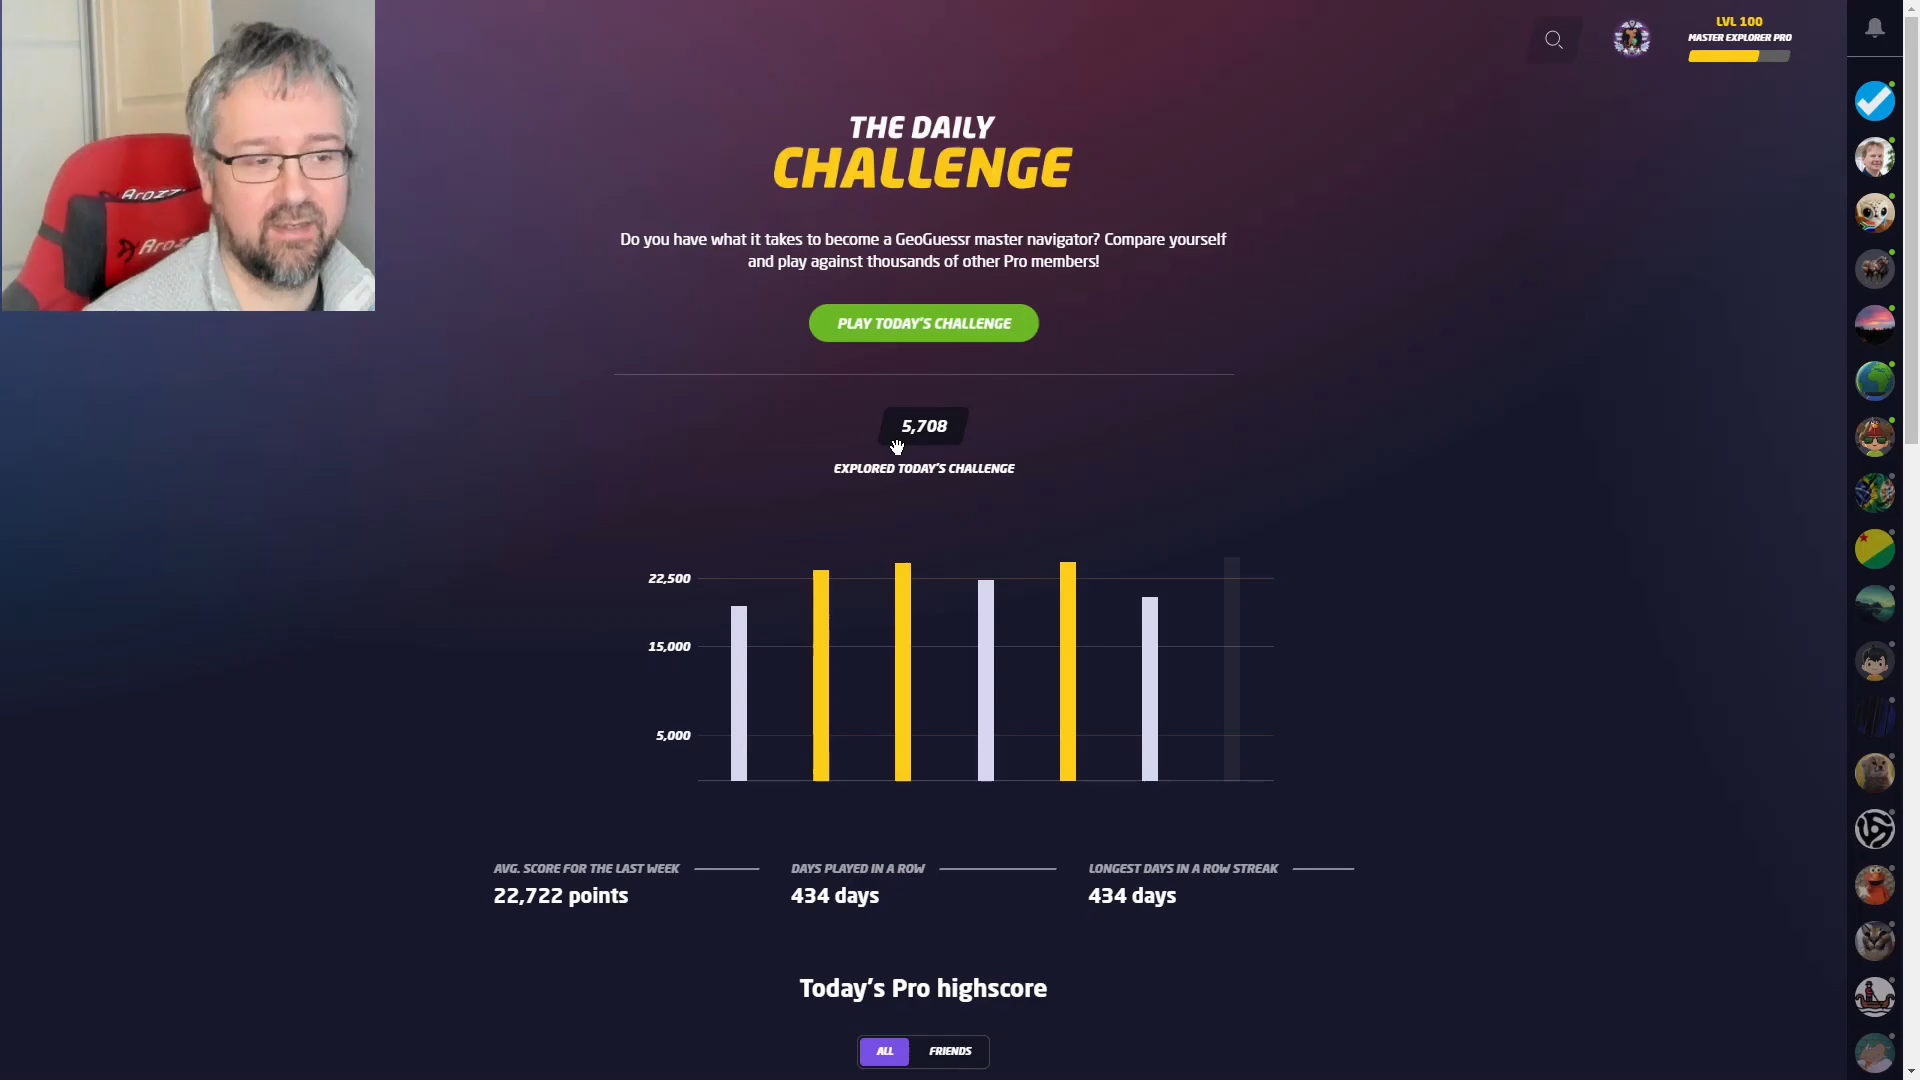 LVL 100
MASTER EXPLORER PRO
THE DAILY
CHALLENGE
Do you have what it takes to become a GeoGuessr master navigator? Compare yourself
and play against thousands of other Pro members!
PLAY TODAY'S CHALLENGE
5,708
EXPLORED TODAY'S CHALLENGE
22,500
15,000
5,000
AVG. SCORE FOR THE LAST WEEK
22,722 points
DAYS PLAYED IN A ROW
434 days
LONGEST DAYS IN A ROW STREAK
434 days
Today's Pro highscore
ALL
FRIENDS